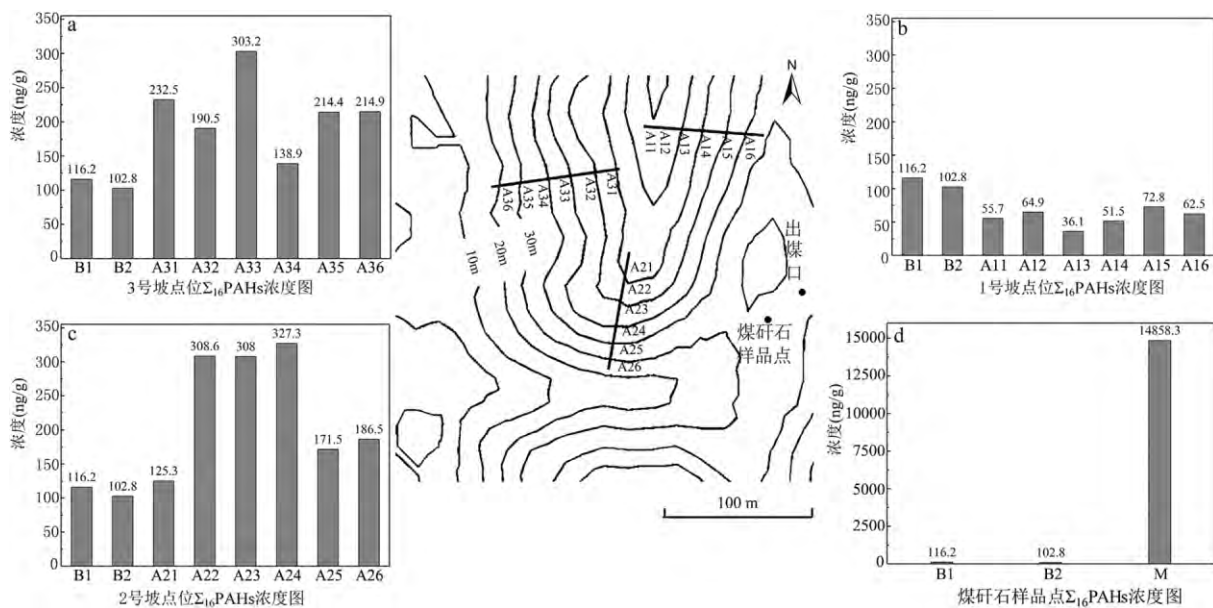 a
浓度(ng/g)
350
300
250
200
150
100
50
0
116.2
102.8
232.5
190.5
303.2
138.9
214.4
214.9
B1 B2 A31 A32 A33 A34 A35 A36
3号坡点位Σ16PAHs浓度图
c
浓度(ng/g)
350
300
250
200
150
100
50
0
116.2
102.8
125.3
308.6
308
327.3
171.5
186.5
B1 B2 A21 A22 A23 A24 A25 A26
2号坡点位Σ16PAHs浓度图
N
A11
A12
A13
A14
A15
A16
A31
A32
A33
A34
A35
A36
10m
20m
30m
A21
A22
A23
A24
A25
A26
出煤口
煤矸石
样品点
100 m
b
浓度(ng/g)
350
300
250
200
150
100
50
0
116.2
102.8
55.7
64.9
36.1
51.5
72.8
62.5
B1 B2 A11 A12 A13 A14 A15 A16
1号坡点位Σ16PAHs浓度图
d
浓度(ng/g)
15000
15000
10000
7500
5000
2500
0
116.2
102.8
14858.3
B1 B2 M
煤矸石样品点Σ16PAHs浓度图